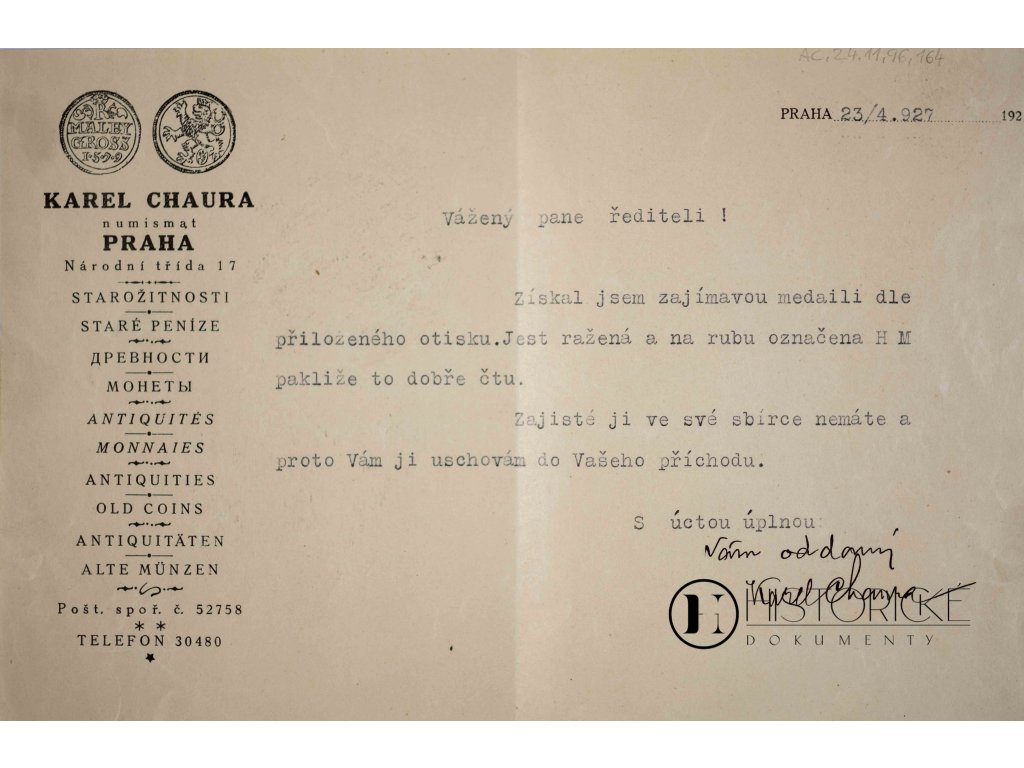 AC, 24.11.96, 164
MALEY
GROSS
1599
KAREL CHAURA
numismat
PRAHA
Národní třída 17
STAROŽITNOSTI
STARÉ PENÍZE
ДРЕВНОСТИ
МОНЕТЫ
ANTIQUITÉS
MONNAIES
ANTIQUITIES
OLD COINS
ANTIQUITÄTEN
ALTE MÜNZEN
Pošt. spoř. č. 52758
TELEFON 30480
PRAHA 23/4.927 192
Vážený pane řediteli !
Získal jsem zajímavou medaili dle
přiloženého otisku.Jest ražená a na rubu označena H M
pakliže to dobře čtu.
Zajisté ji ve své sbírce nemáte a
proto Vám ji uschovám do Vašeho příchodu.
S úctou úplnou
Vám oddaný
Karel Chaura
HISTORICKÉ
DOKUMENTY